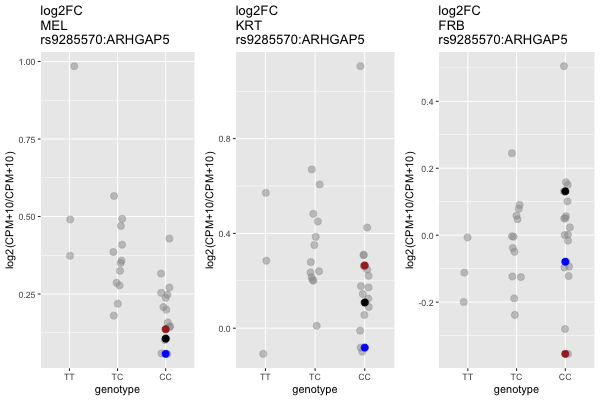 log2FC
MEL
rs9285570:ARHGAP5
log2(CPM+10/CPM+10)
1.00
0.75
0.50
0.25
TT TC CC
genotype
log2FC
KRT
rs9285570:ARHGAP5
log2(CPM+10/CPM+10)
0.8
0.4
0.0
TT TC CC
genotype
log2FC
FRB
rs9285570:ARHGAP5
log2(CPM+10/CPM+10)
0.4
0.2
0.0
-0.2
TT TC CC
genotype